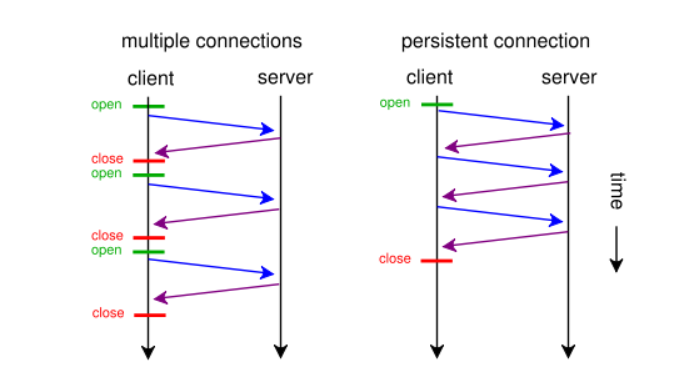 multiple connections
client
server
open
close
open
close
open
close
persistent connection
client
server
open
close
time